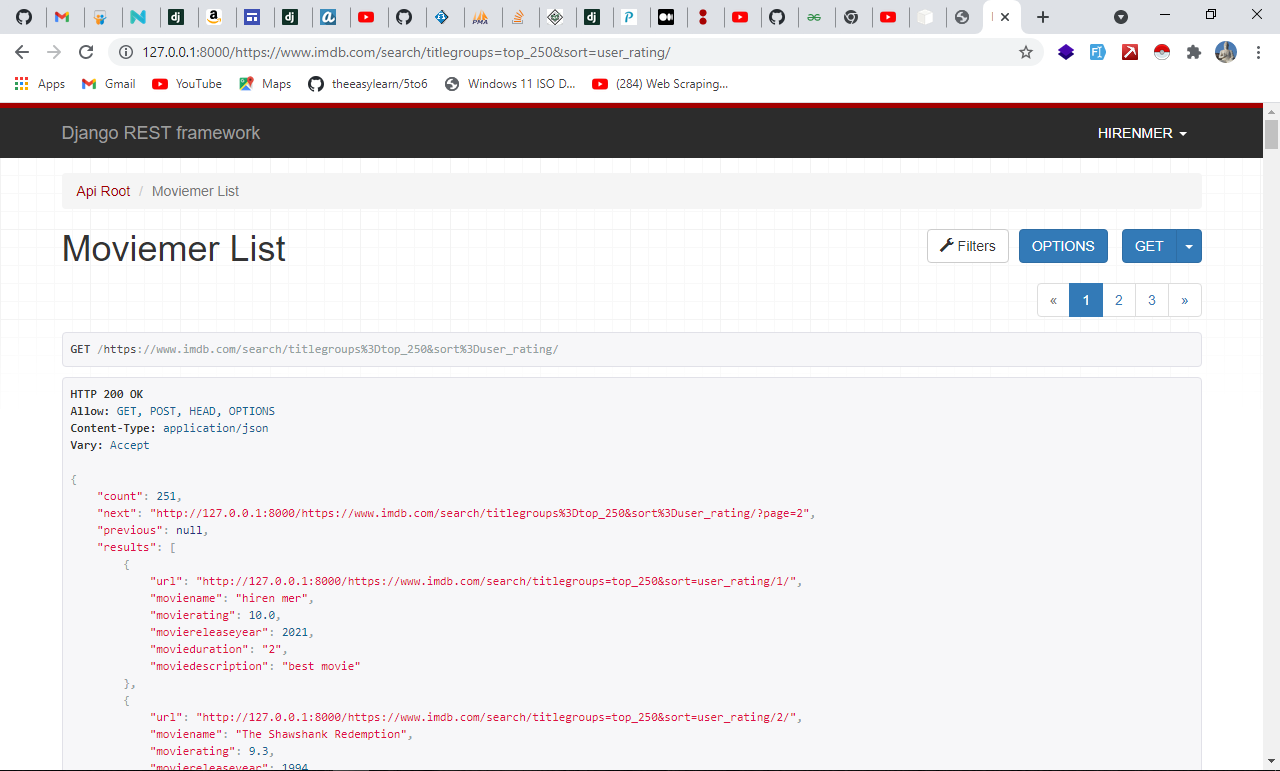 127.0.0.1:8000/https://www.imdb.com/search/titlegroups=top_250&sort=user_rating/
Apps Gmail YouTube Maps theeasylearn/5to6 Windows 11 ISO D... (284) Web Scraping...
Django REST framework HIRENMER
Api Root / Moviemer List
Moviemer List Filters OPTIONS GET
« 1 2 3 »
GET /https://www.imdb.com/search/titlegroups%3Dtop_250&sort%3Duser_rating/
HTTP 200 OK
Allow: GET, POST, HEAD, OPTIONS
Content-Type: application/json
Vary: Accept
{
"count": 251,
"next": "http://127.0.0.1:8000/https://www.imdb.com/search/titlegroups%3Dtop_250&sort%3Duser_rating/?page=2",
"previous": null,
"results": [
{
"url": "http://127.0.0.1:8000/https://www.imdb.com/search/titlegroups=top_250&sort=user_rating/1/",
"moviename": "hiren mer",
"movierating": 10.0,
"moviereleaseyear": 2021,
"movieduration": "2",
"moviedescription": "best movie"
},
{
"url": "http://127.0.0.1:8000/https://www.imdb.com/search/titlegroups=top_250&sort=user_rating/2/",
"moviename": "The Shawshank Redemption",
"movierating": 9.3,
"moviereleaseyear": 1994,